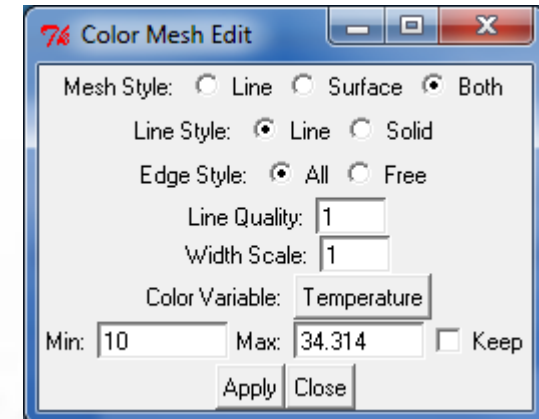 Color Mesh Edit
Mesh Style: Line Surface Both
Line Style: Line Solid
Edge Style: All Free
Line Quality: 1
Width Scale: 1
Color Variable: Temperature
Min: 10 Max: 34.314 Keep
Apply Close